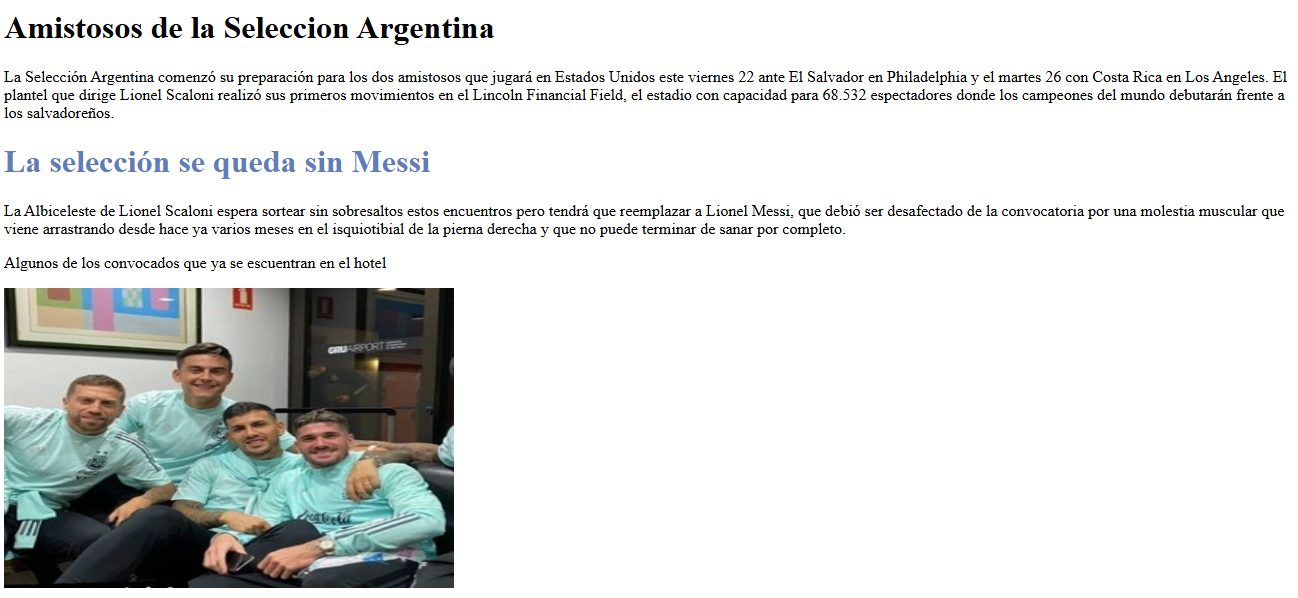 Amistosos de la Seleccion Argentina
La Selección Argentina comenzó su preparación para los dos amistosos que jugará en Estados Unidos este viernes 22 ante El Salvador en Philadelphia y el martes 26 con Costa Rica en Los Angeles. El
plantel que dirige Lionel Scaloni realizó sus primeros movimientos en el Lincoln Financial Field, el estadio con capacidad para 68.532 espectadores donde los campeones del mundo debutarán frente a
los salvadoreños.
La selección se queda sin Messi
La Albiceleste de Lionel Scaloni espera sortear sin sobresaltos estos encuentros pero tendrá que reemplazar a Lionel Messi, que debió ser desafectado de la convocatoria por una molestia muscular que
viene arrastrando desde hace ya varios meses en el isquiotibial de la pierna derecha y que no puede terminar de sanar por completo.
Algunos de los convocados que ya se escuentran en el hotel
GRUAIRPORT
Coca-Cola